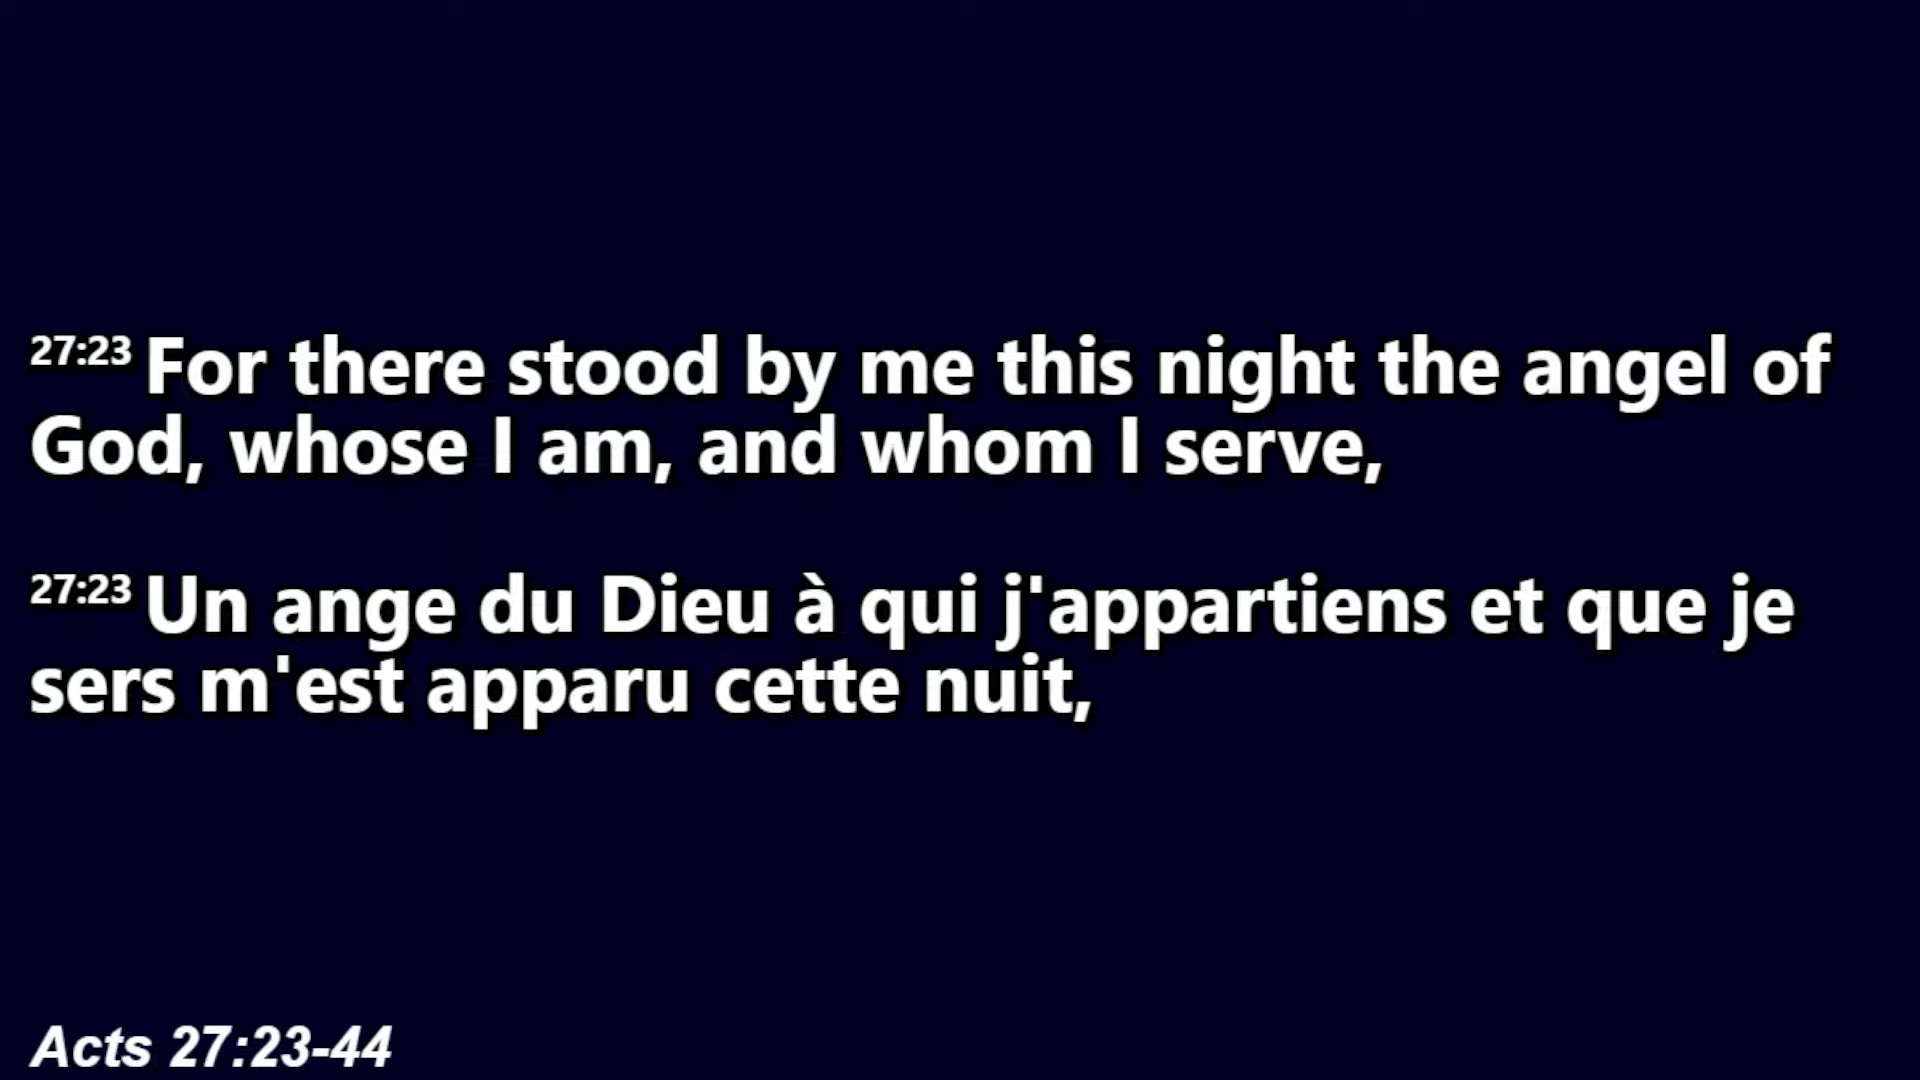 27:23 For there stood by me this night the angel of
God, whose I am, and whom I serve,
27:23 Un ange du Dieu à qui j'appartiens et que je
sers m'est apparu cette nuit,
Acts 27:23-44